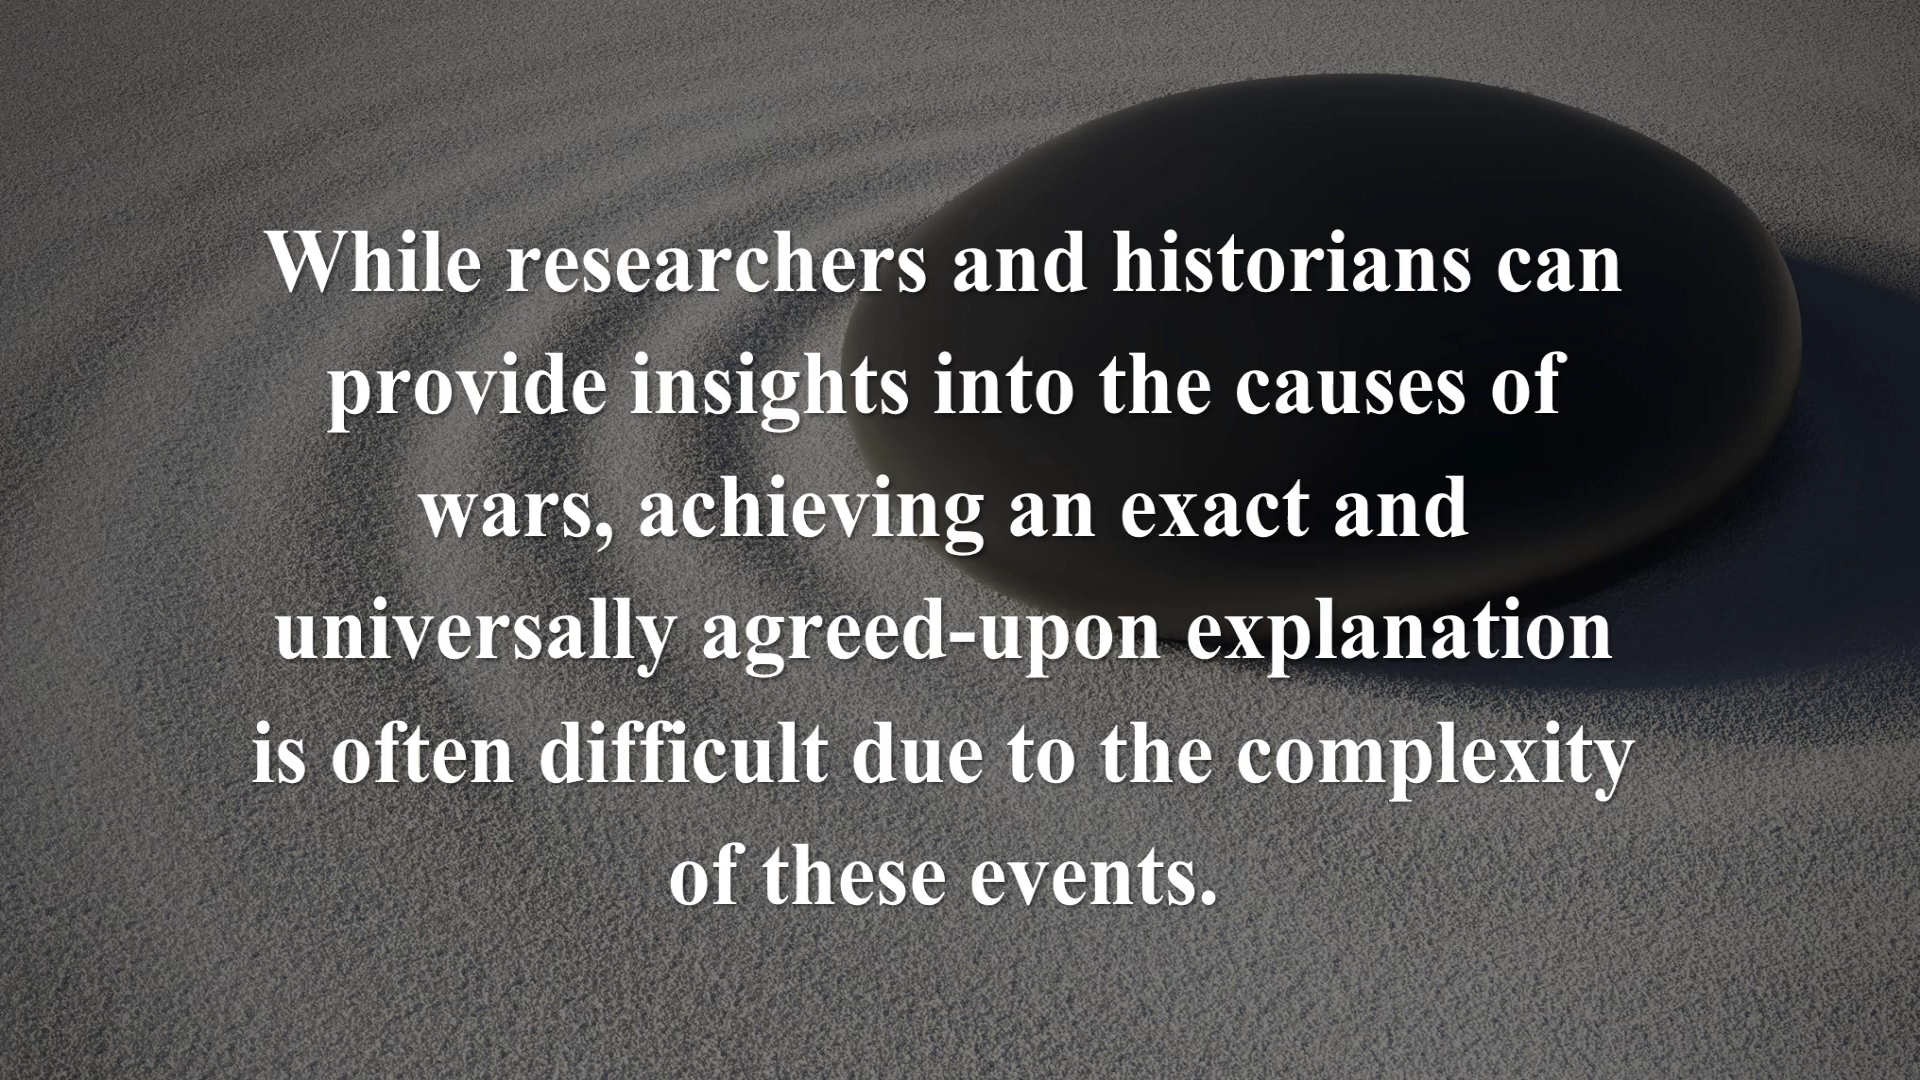 While researchers and historians can
provide insights into the causes of
wars, achieving an exact and
universally agreed-upon explanation
is often difficult due to the complexity
of these events.